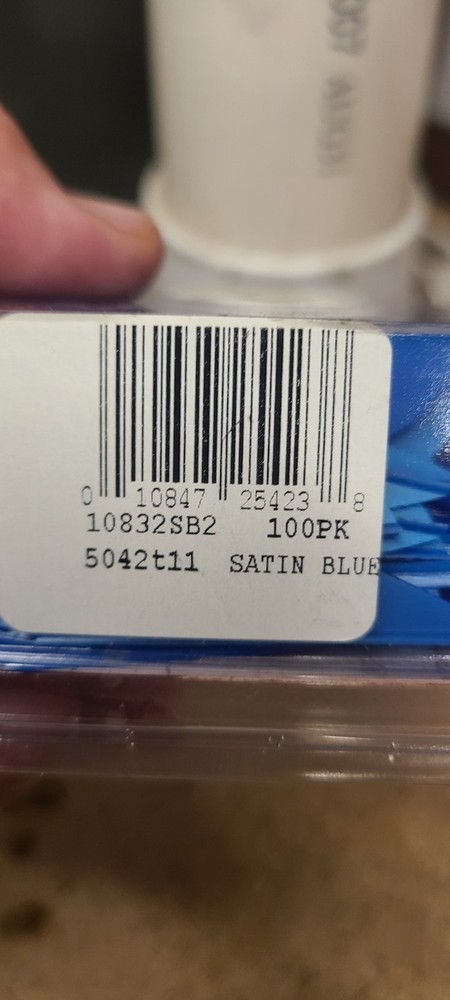 0 10847 25423 8
10832SB2 100PK
5042t11 SATIN BLUE